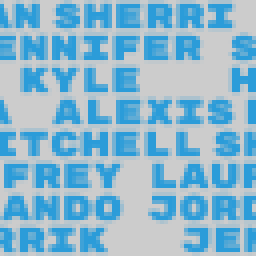 AN SHERRI
ENNIFER S
KYLE H
A ALEXIS
ITCHELL SH
FREY LAUR
ANDO JORD
RRIK JEN